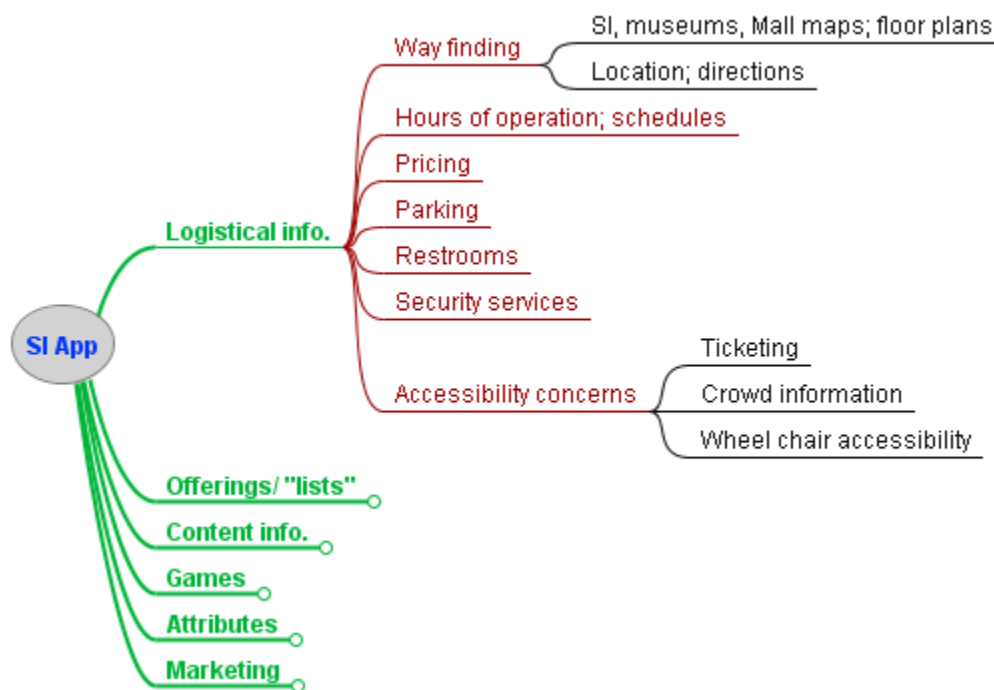 SI, museums, Mall maps; floor plans
Way finding
Location; directions
Hours of operation; schedules
Pricing
Parking
Logistical info.
Restrooms
Security services
SI App
Ticketing
Accessibility concerns
Crowd information
Wheel chair accessibility
Offerings/ "lists"
Content info.
Games
Attributes
Marketing